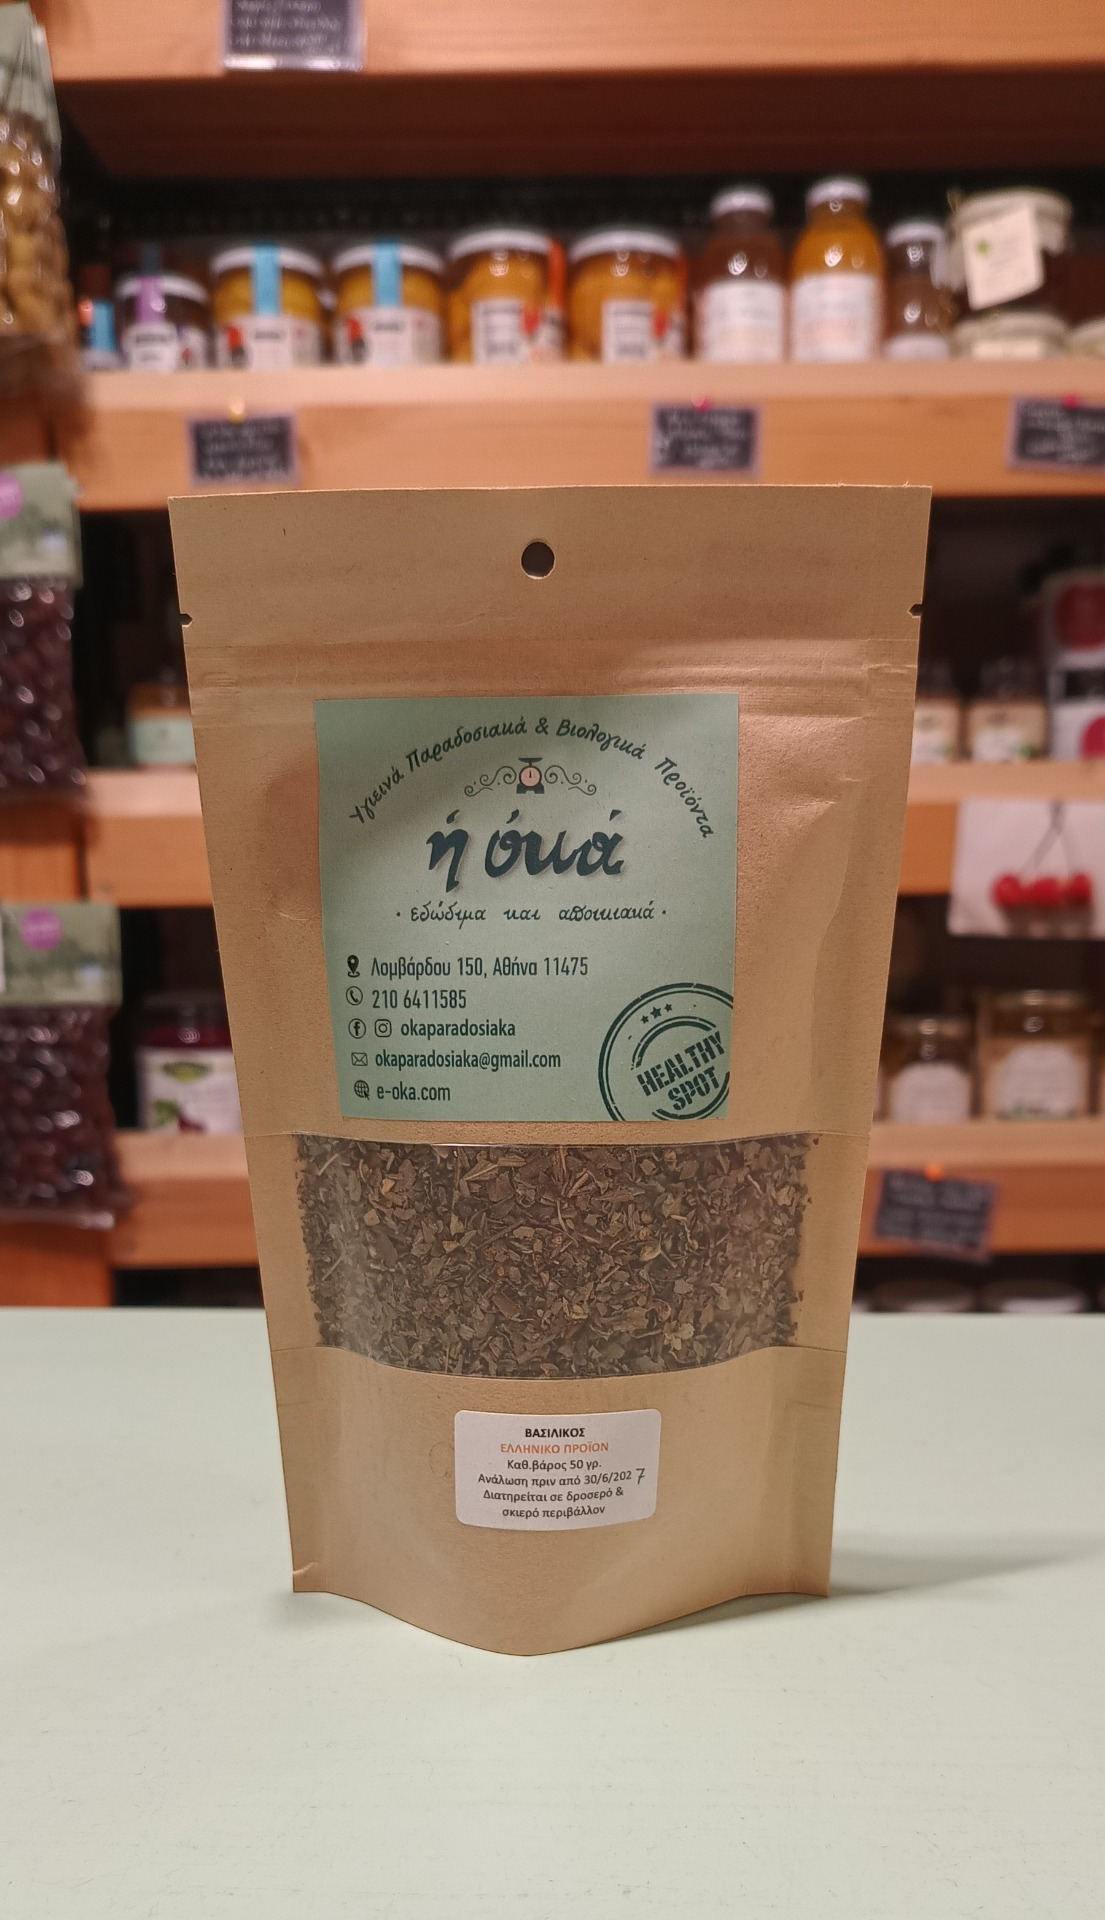 Υγιεινά Παραδοσιακά & Βιολογικά Προϊόντα
ή όκά
· εδώδιμα και αποικιακά ·
Λομβάρδου 150, Αθήνα 11475
210 6411585
okaparadosiaka
okaparadosiaka@gmail.com
e-oka.com
HEALTHY
SPOT
ΒΑΣΙΛΙΚΟΣ
ΕΛΛΗΝΙΚΟ ΠΡΟΪΟΝ
Καθ.βάρος 50 γρ.
Ανάλωση πριν από 30/6/2027
Διατηρείται σε δροσερό &
σκιερό περιβάλλον